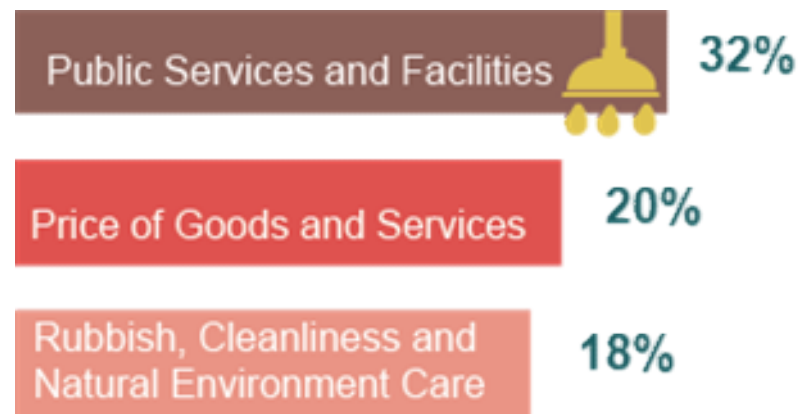 Public Services and Facilities
32%
Price of Goods and Services
20%
Rubbish, Cleanliness and
Natural Environment Care
18%